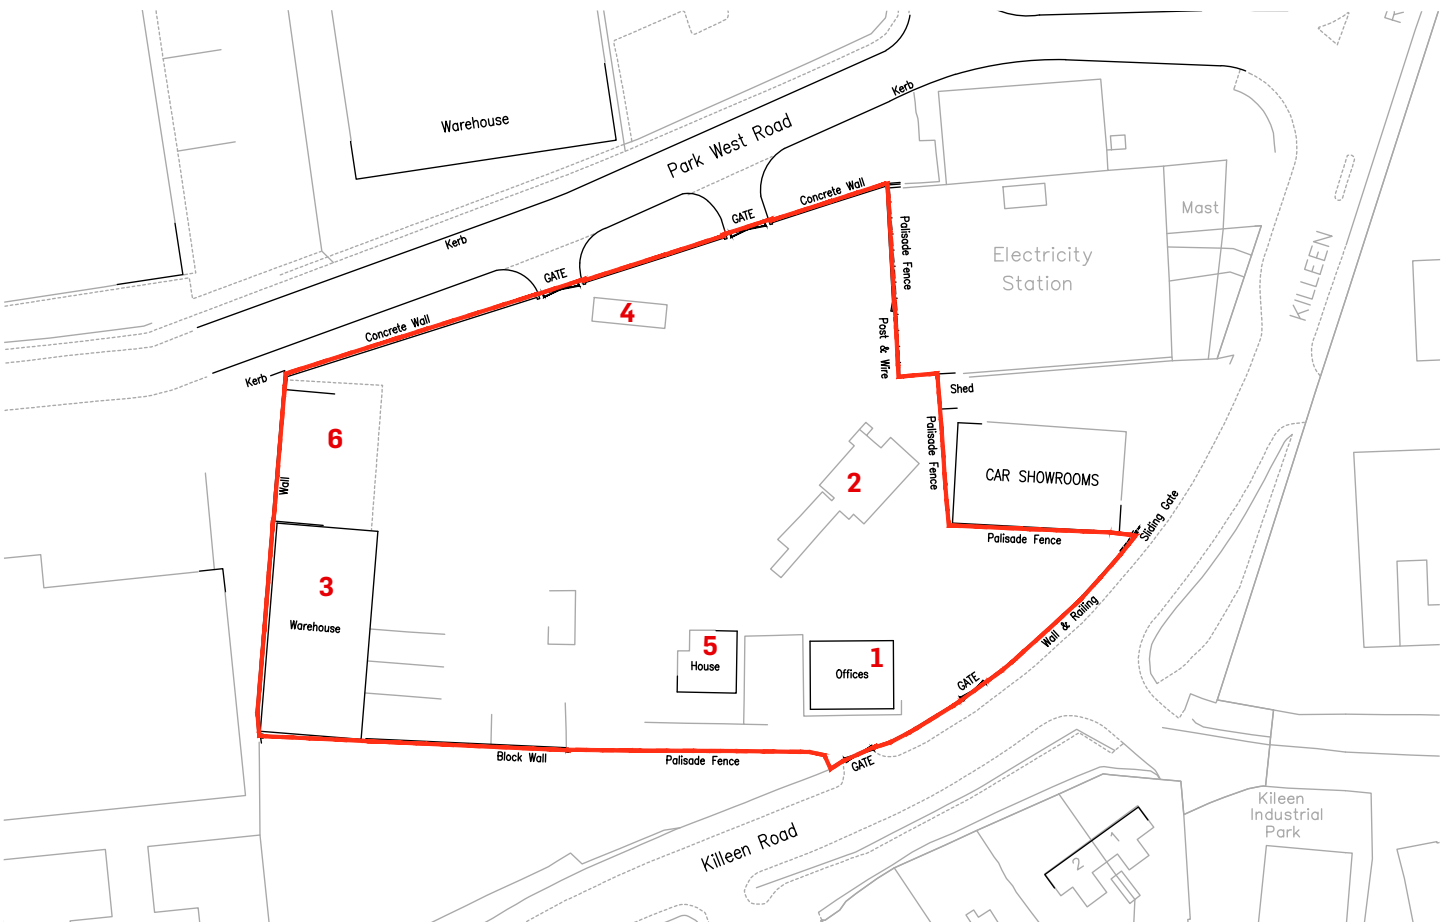 Warehouse
Park West Road
Kerb
Kerb
Concrete Wall
GATE
GATE
Concrete Wall
Kerb
Palisade Fence
Post & Wire
Electricity
Station
Mast
KILLEEN
R
4
Shed
6
Wall
2
Palisade Fence
CAR SHOWROOMS
Palisade Fence
Sliding Gate
3
Warehouse
5
House
1
Offices
Wall & Railing
GATE
GATE
Block Wall
Palisade Fence
Killeen Road
Kileen
Industrial
Park
1
2